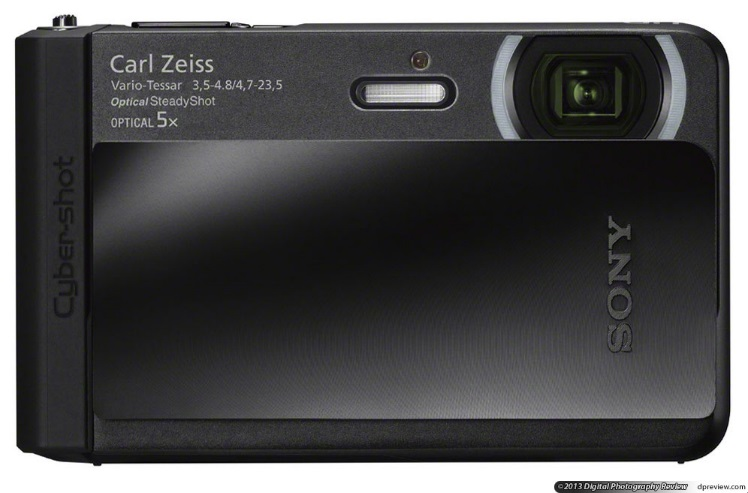 Carl Zeiss
Vario-Tessar 3,5-4.8/4,7-23,5
Optical SteadyShot
OPTICAL 5x
Cyber-shot
SONY
©2013 Digital Photography Review dpreview.com